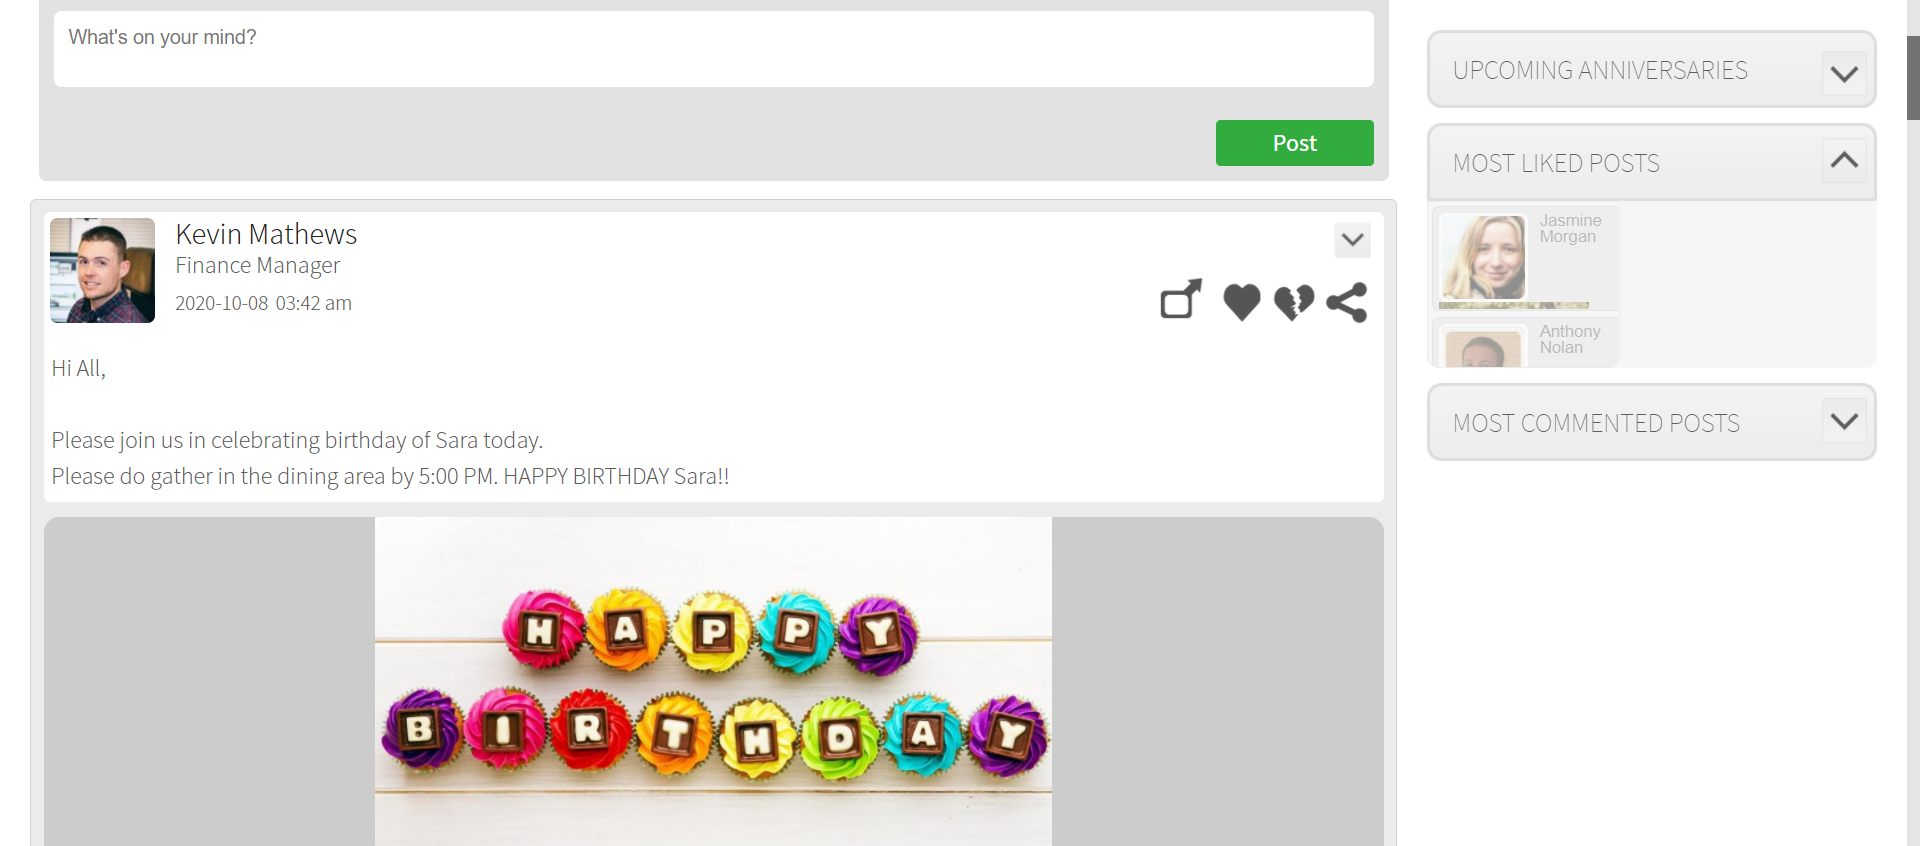 What's on your mind?
Post
Kevin Mathews
Finance Manager
2020-10-08 03:42 am
Hi All,
Please join us in celebrating birthday of Sara today.
Please do gather in the dining area by 5:00 PM. HAPPY BIRTHDAY Sara!!
HAPPY
BIRTHDAY
UPCOMING ANNIVERSARIES
MOST LIKED POSTS
Jasmine
Morgan
Anthony
Nolan
MOST COMMENTED POSTS